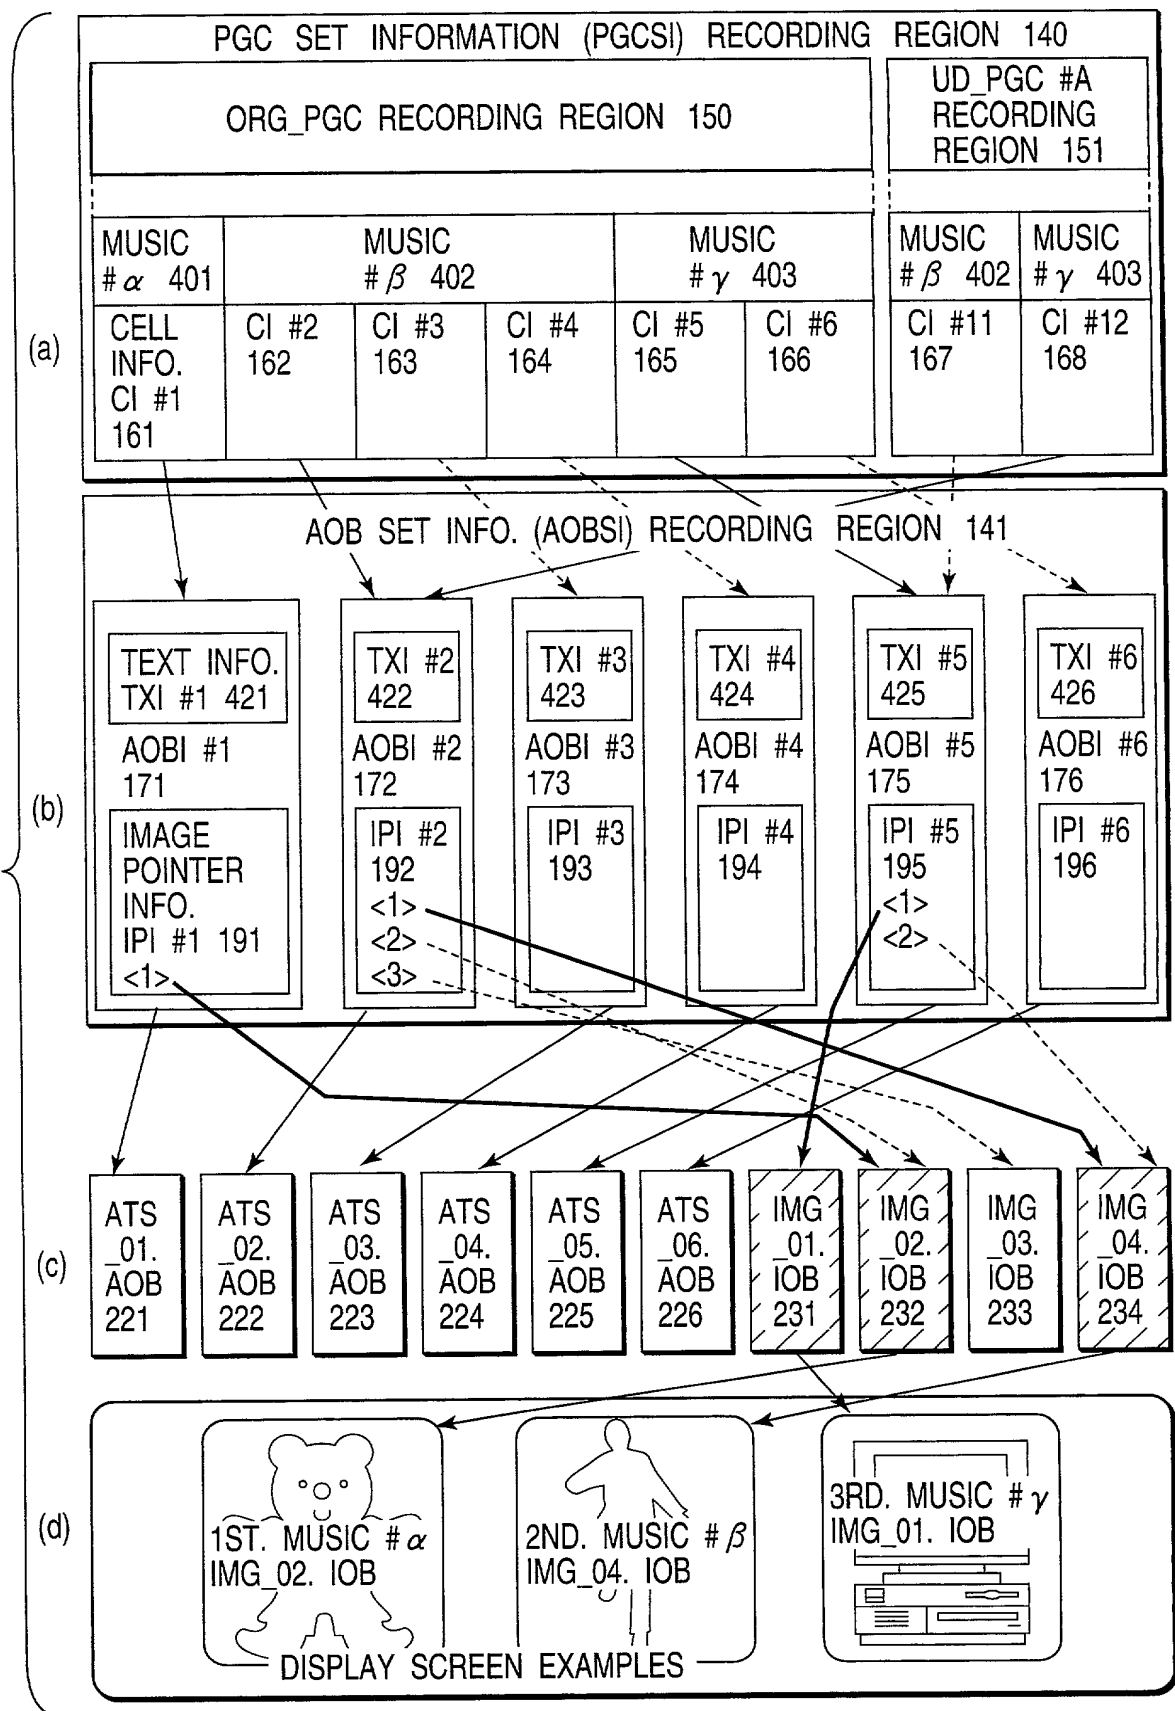 PGC SET INFORMATION (PGCSI) RECORDING REGION 140
ORG_PGC RECORDING REGION 150
UD_PGC #A
RECORDING
REGION 151
MUSIC
#α 401
MUSIC
#β 402
MUSIC
#γ 403
MUSIC
#β 402
MUSIC
#γ 403
(a)
CELL
INFO.
CI #1
161
CI #2
162
CI #3
163
CI #4
164
CI #5
165
CI #6
166
CI #11
167
CI #12
168
AOB SET INFO. (AOBSI) RECORDING REGION 141
(b)
TEXT INFO.
TXI #1 421
AOBI #1
171
IMAGE
POINTER
INFO.
IPI #1 191
<1>
TXI #2
422
AOBI #2
172
IPI #2
192
<1>
<2>
<3>
TXI #3
423
AOBI #3
173
IPI #3
193
TXI #4
424
AOBI #4
174
IPI #4
194
TXI #5
425
AOBI #5
175
IPI #5
195
<1>
<2>
TXI #6
426
AOBI #6
176
IPI #6
196
(c)
ATS
_01.
AOB
221
ATS
_02.
AOB
222
ATS
_03.
AOB
223
ATS
_04.
AOB
224
ATS
_05.
AOB
225
ATS
_06.
AOB
226
IMG
_01.
IOB
231
IMG
_02.
IOB
232
IMG
_03.
IOB
233
IMG
_04.
IOB
234
(d)
1ST. MUSIC #α
IMG_02. IOB
2ND. MUSIC #β
IMG_04. IOB
3RD. MUSIC #γ
IMG_01. IOB
DISPLAY SCREEN EXAMPLES